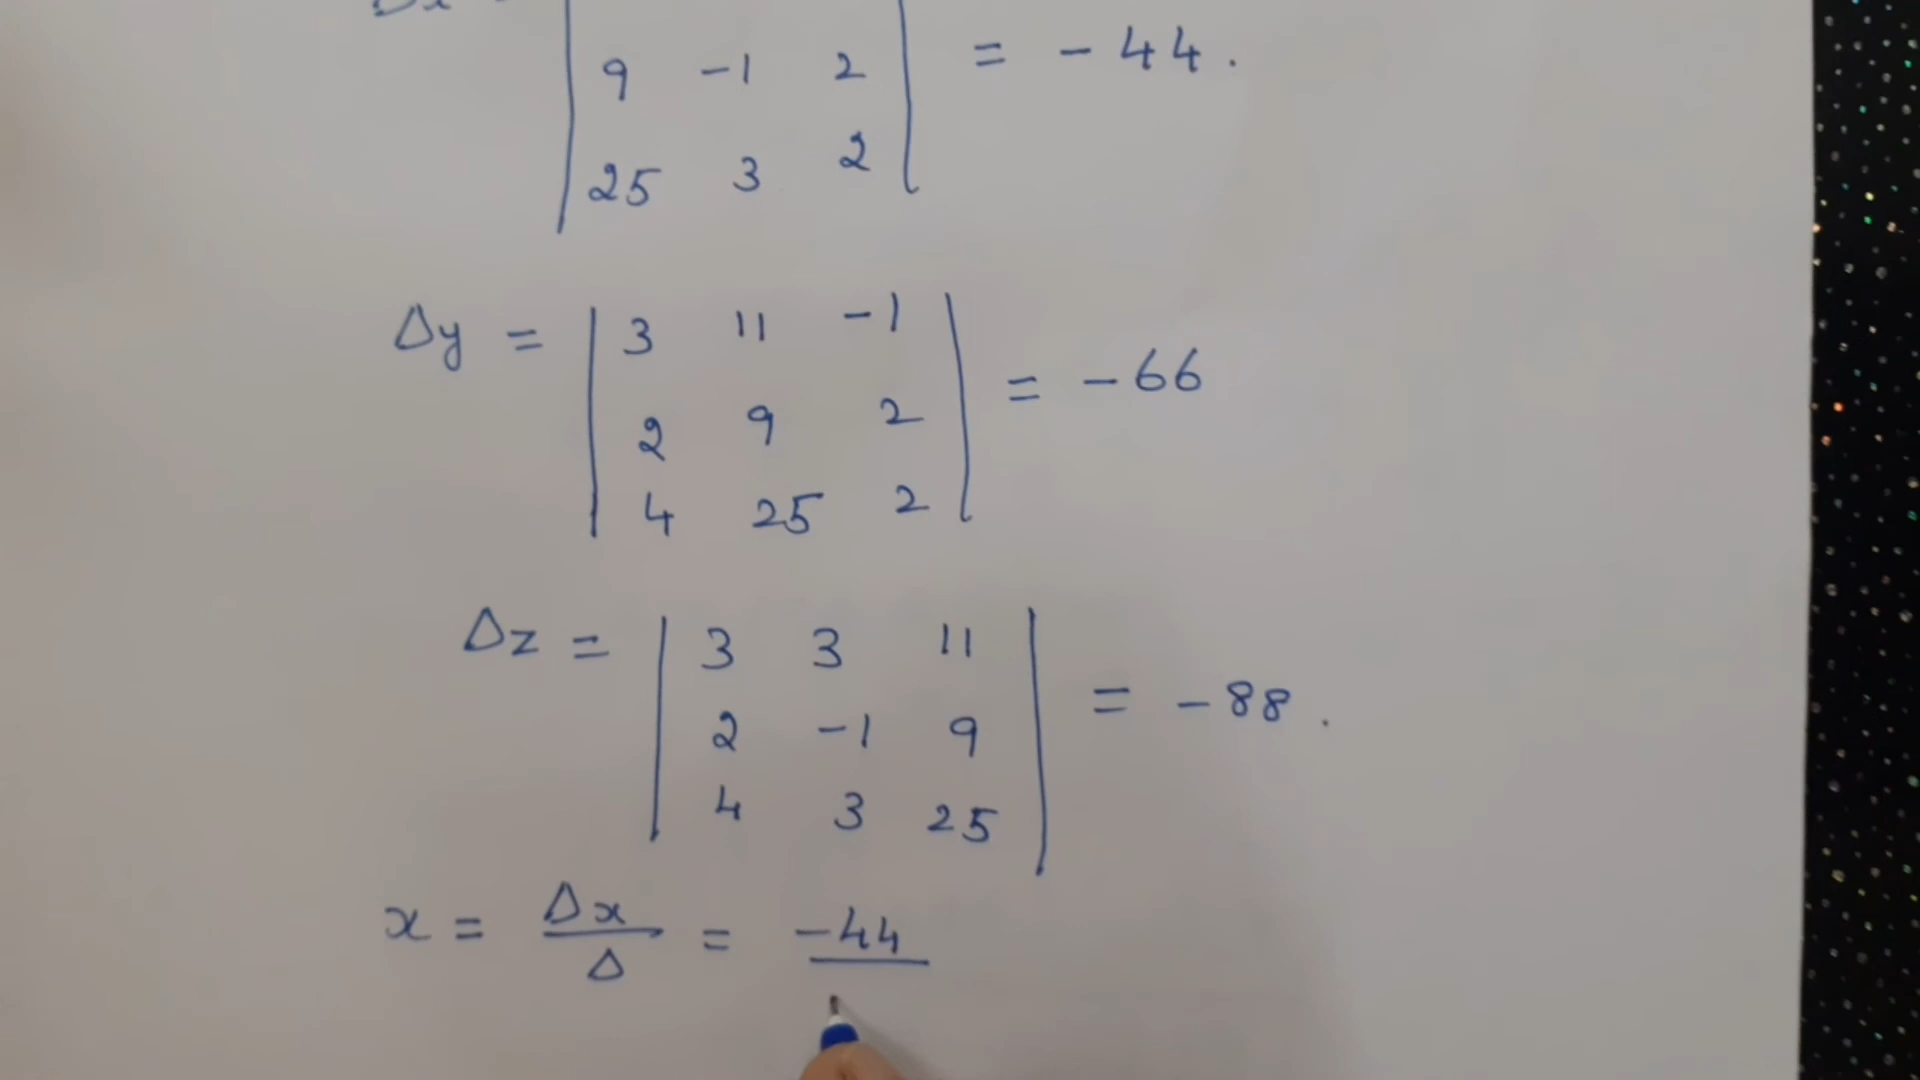 9 -1 2 = -44.
25 3 2
Δy = | 3 11 -1 | = -66
2 9 2
4 25 2
Δz = | 3 3 11 | = -88.
2 -1 9
4 3 25
x = Δx/Δ = -44